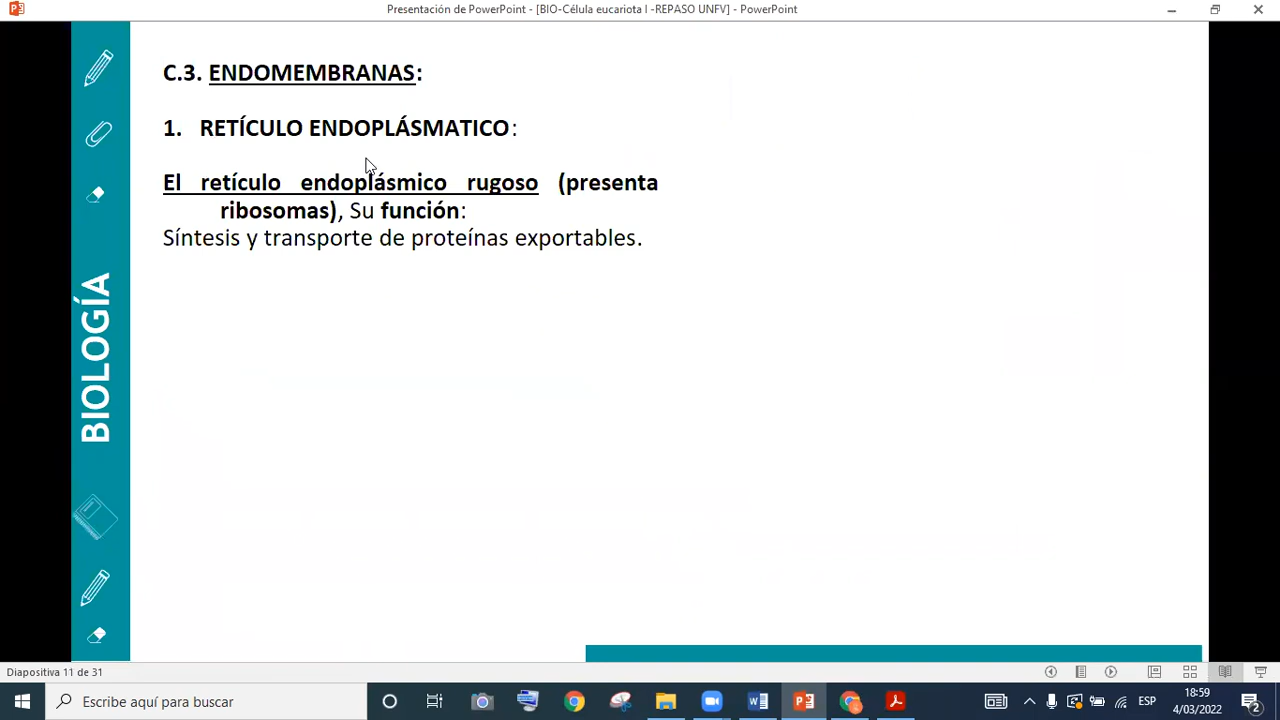 Presentación de PowerPoint - [BIO-Célula eucariota I -REPASO UNFV] - PowerPoint
C.3. ENDOMEMBRANAS:
1. RETÍCULO ENDOPLÁSMATICO:
El retículo endoplásmico rugoso (presenta
ribosomas), Su función:
Síntesis y transporte de proteínas exportables.
BIOLOGÍA
Diapositiva 11 de 31
Escribe aquí para buscar
ESP
18:59
4/03/2022
2